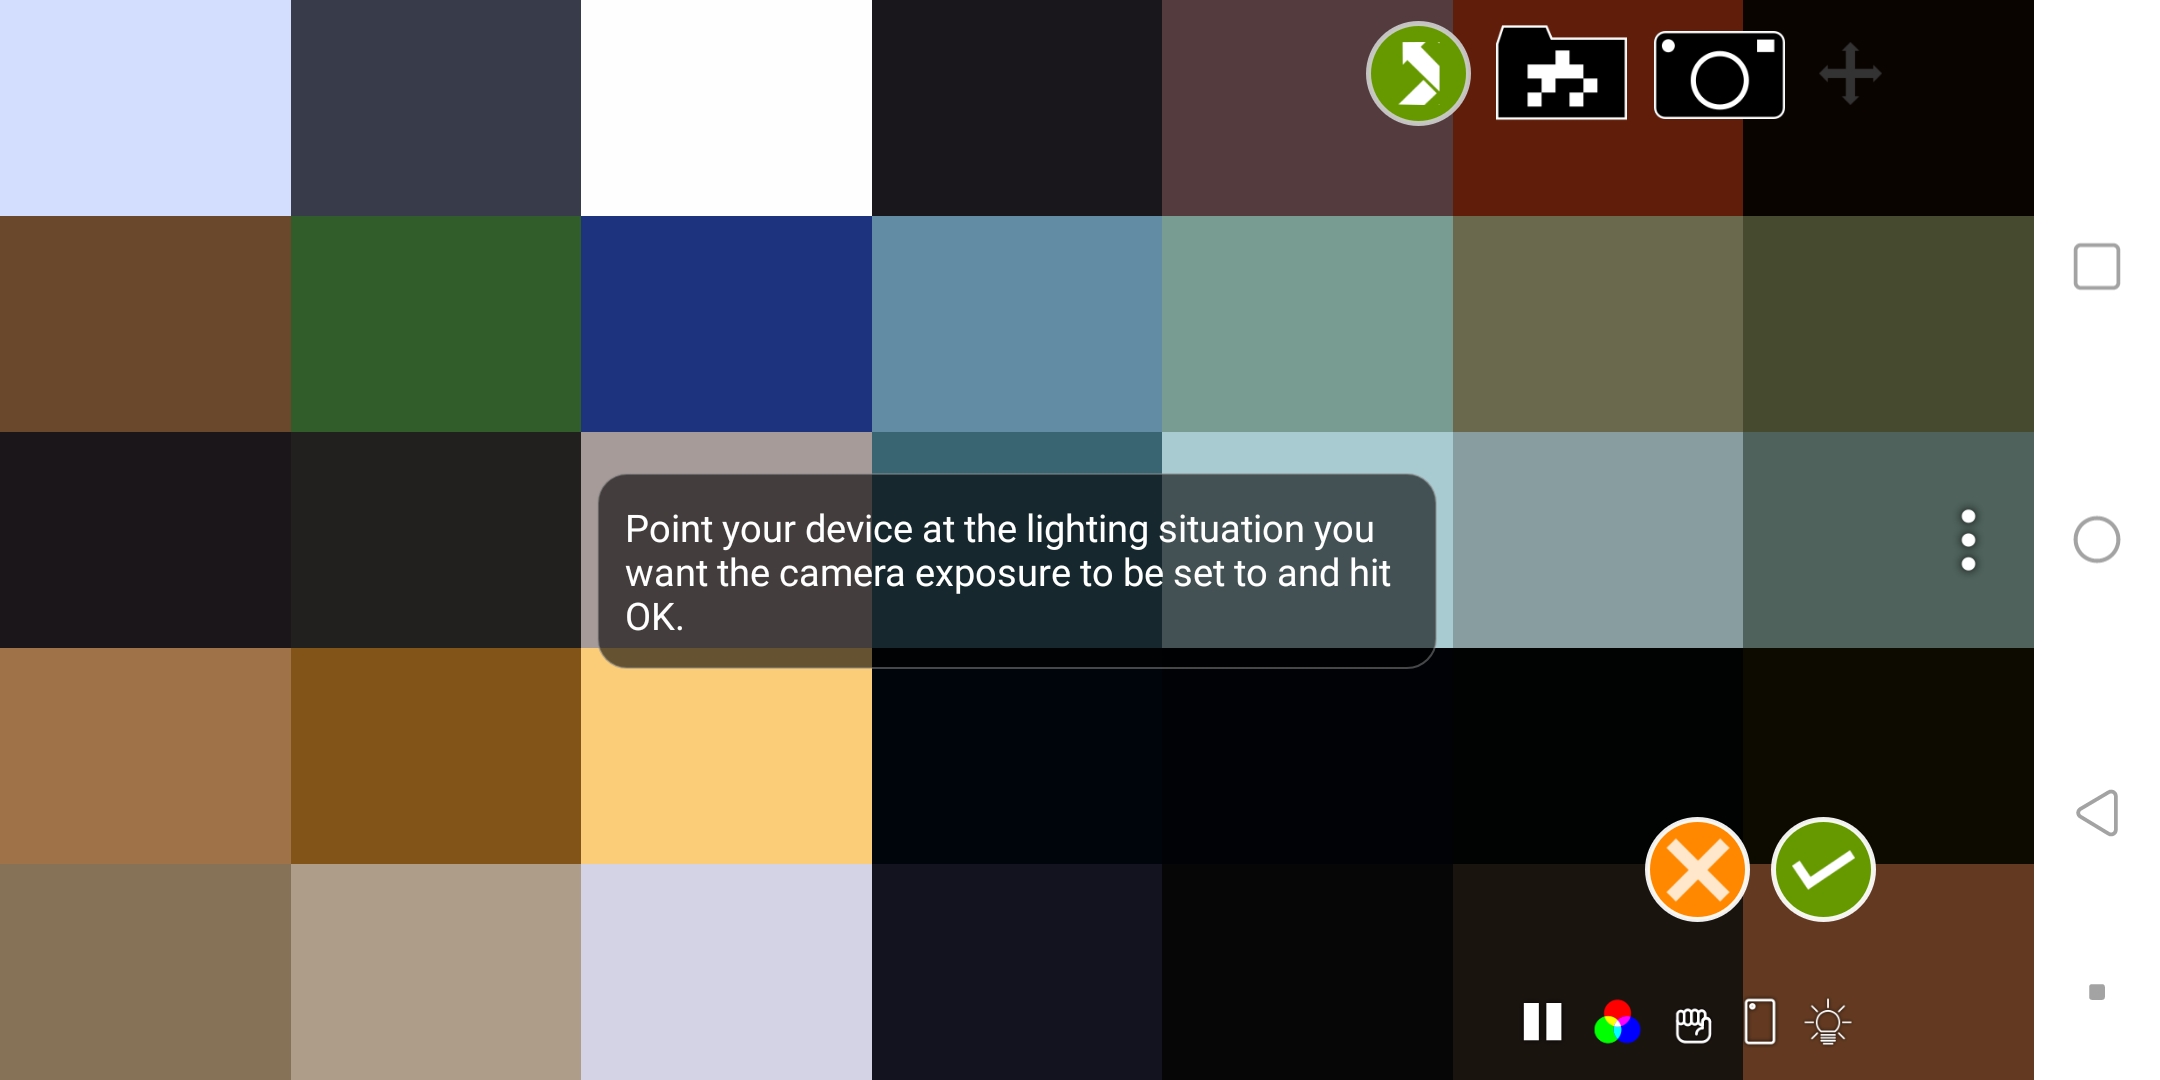 Point your device at the lighting situation you
want the camera exposure to be set to and hit
OK.